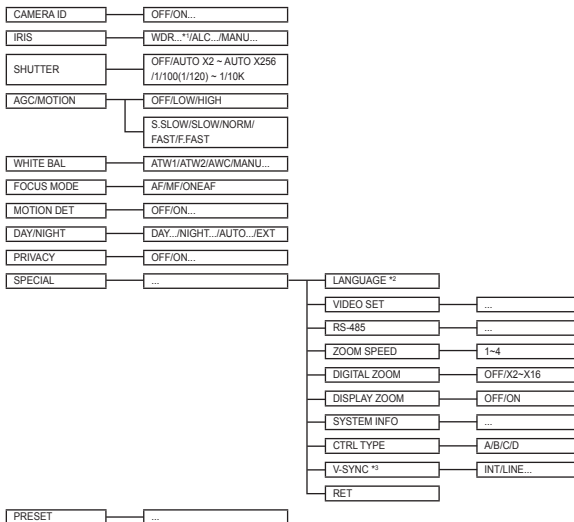 CAMERA ID
OFF/ON...
IRIS
WDR...*1/ALC.../MANU...
SHUTTER
OFF/AUTO X2 ~ AUTO X256
/1/100(1/120) ~ 1/10K
AGC/MOTION
OFF/LOW/HIGH
S.SLOW/SLOW/NORM/
FAST/F.FAST
WHITE BAL
ATW1/ATW2/AWC/MANU...
FOCUS MODE
AF/MF/ONEAF
MOTION DET
OFF/ON...
DAY/NIGHT
DAY.../NIGHT.../AUTO.../EXT
PRIVACY
OFF/ON...
SPECIAL
...
LANGUAGE *2
VIDEO SET
...
RS-485
...
ZOOM SPEED
1~4
DIGITAL ZOOM
OFF/X2~X16
DISPLAY ZOOM
OFF/ON
SYSTEM INFO
...
CTRL TYPE
A/B/C/D
V-SYNC *3
INT/LINE...
RET
PRESET
...